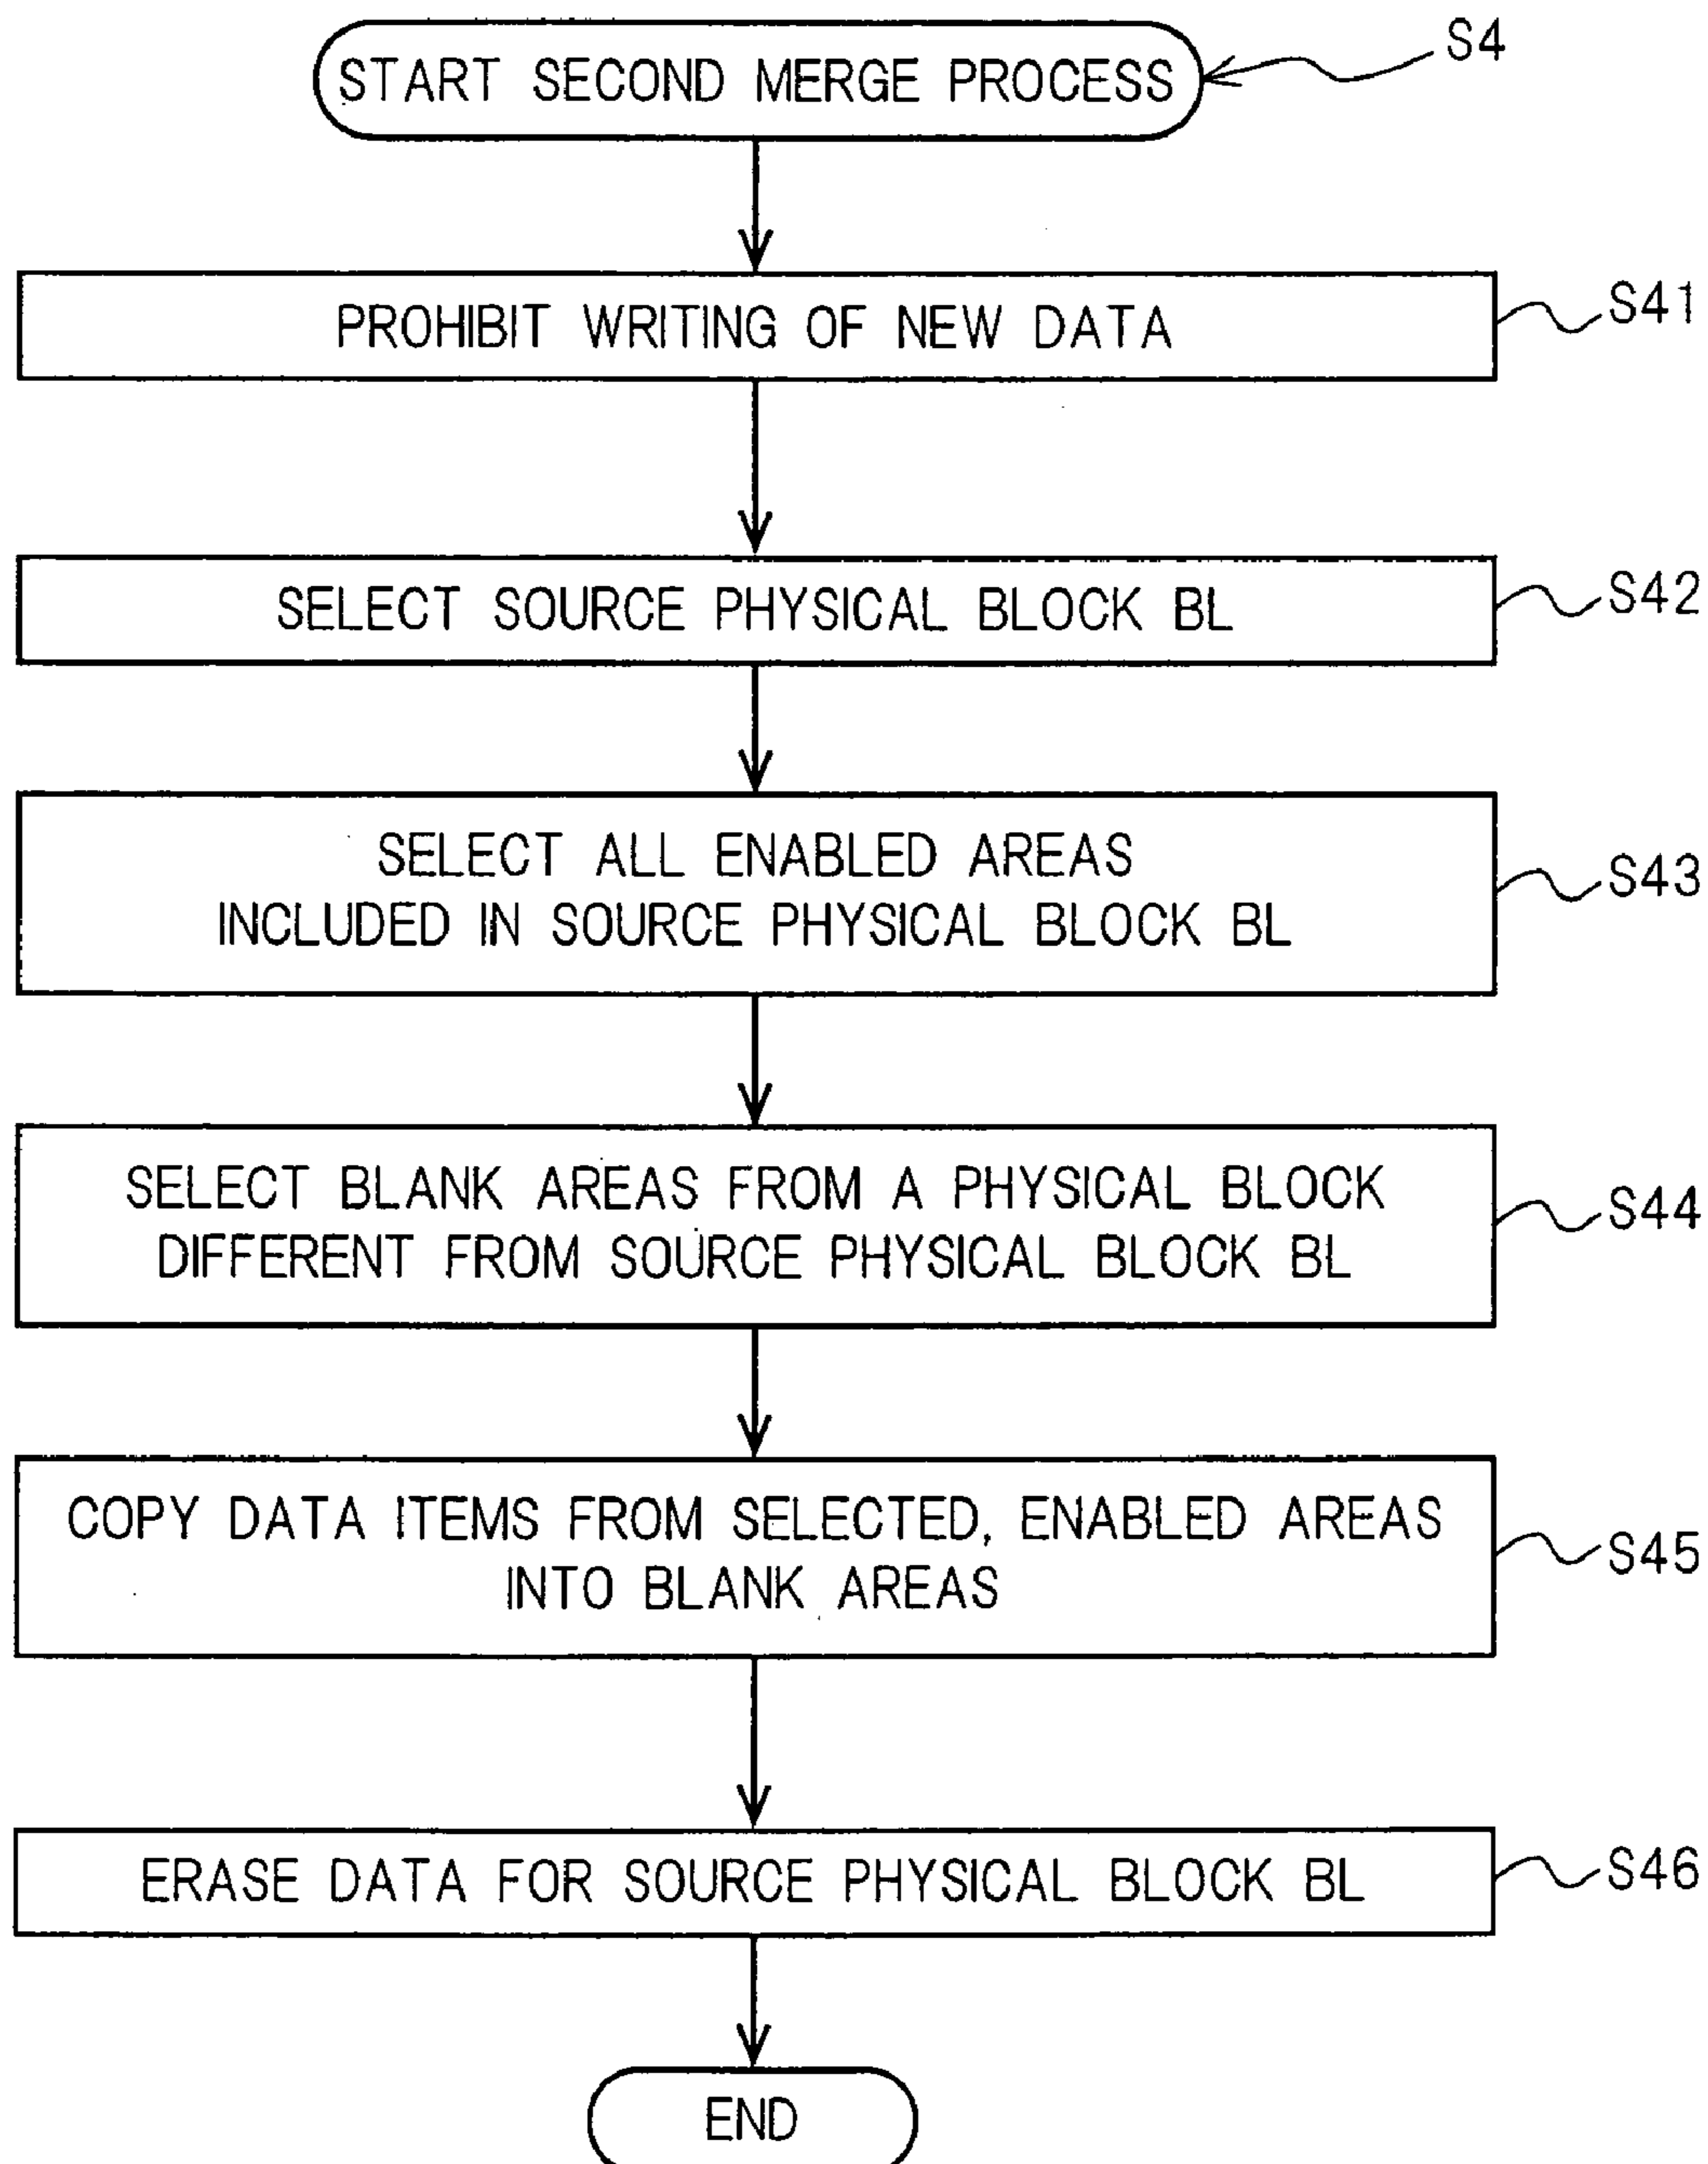 START SECOND MERGE PROCESS
S4
PROHIBIT WRITING OF NEW DATA
S41
SELECT SOURCE PHYSICAL BLOCK BL
S42
SELECT ALL ENABLED AREAS
INCLUDED IN SOURCE PHYSICAL BLOCK BL
S43
SELECT BLANK AREAS FROM A PHYSICAL BLOCK
DIFFERENT FROM SOURCE PHYSICAL BLOCK BL
S44
COPY DATA ITEMS FROM SELECTED, ENABLED AREAS
INTO BLANK AREAS
S45
ERASE DATA FOR SOURCE PHYSICAL BLOCK BL
S46
END